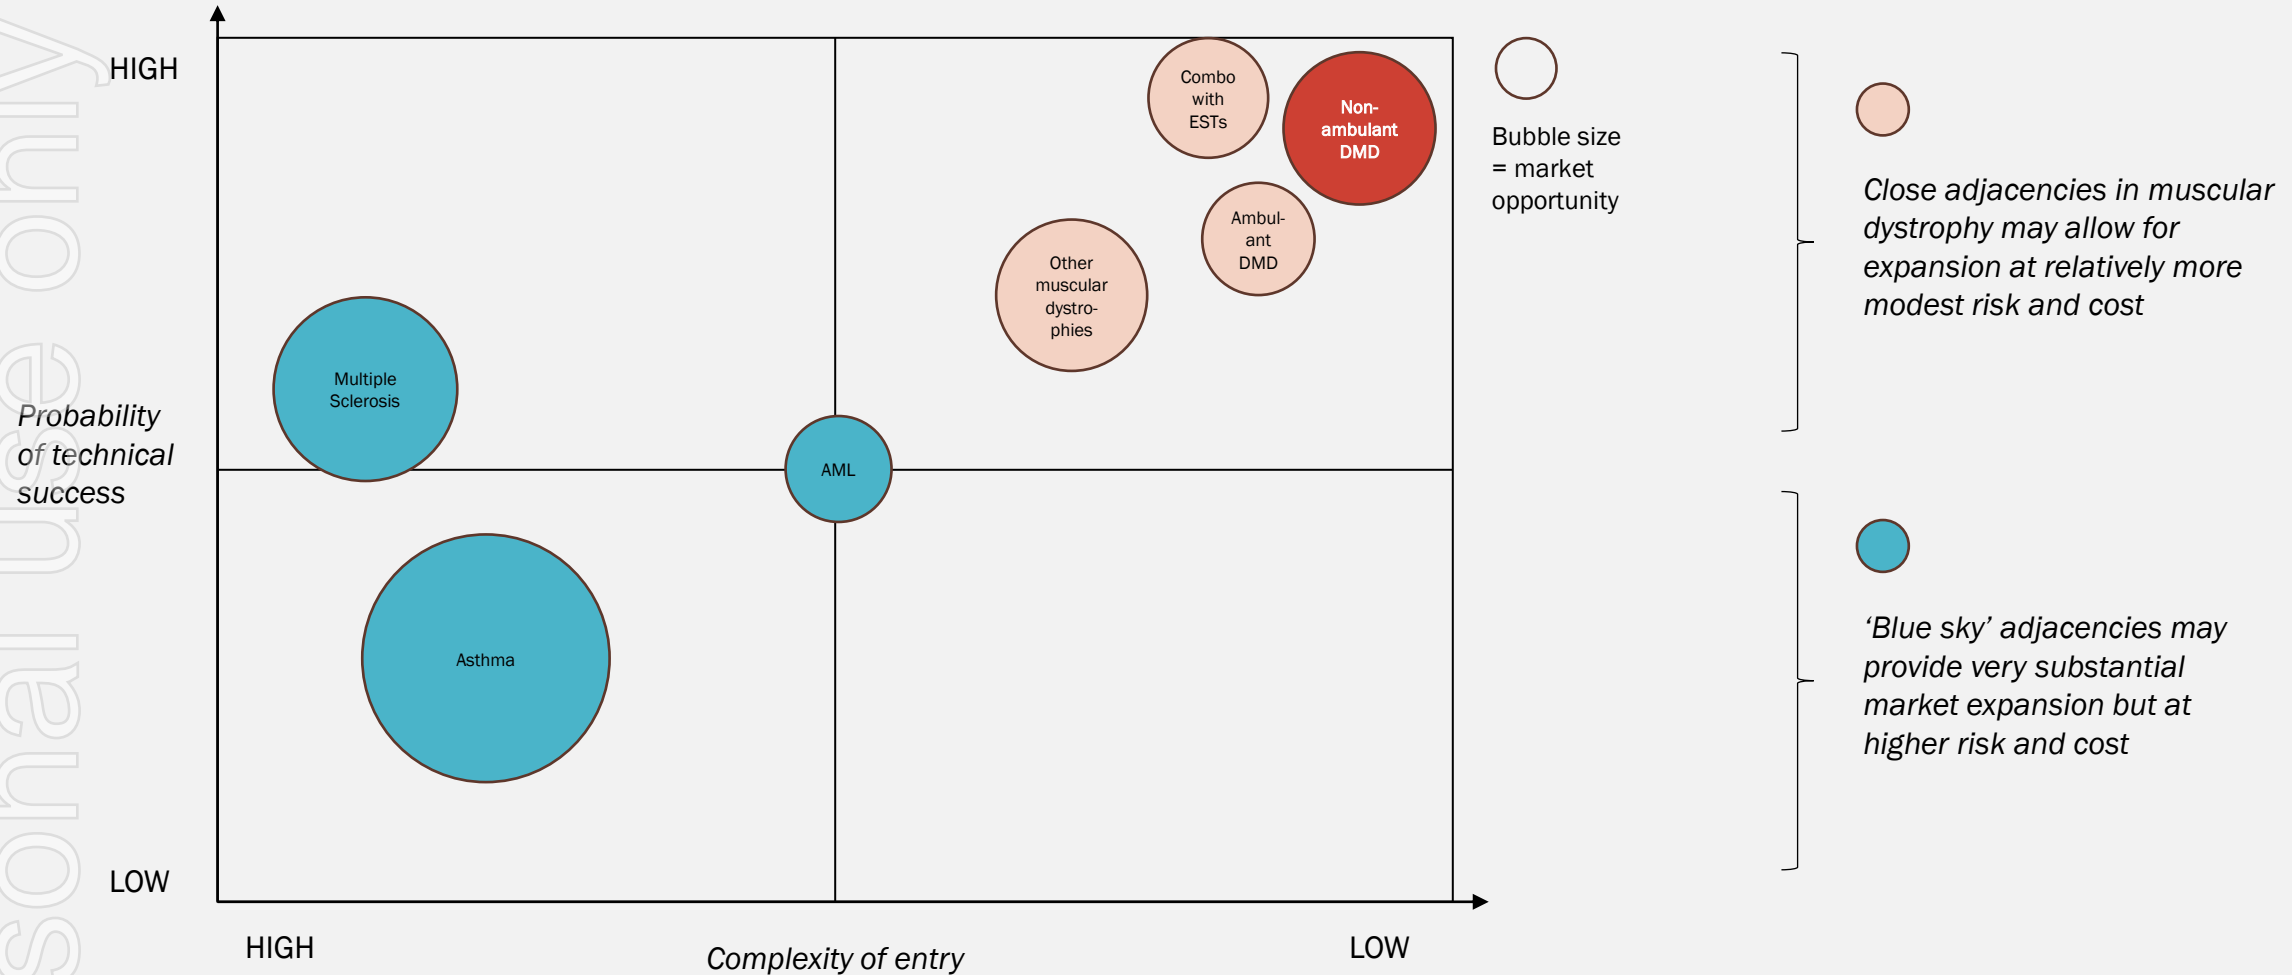 HIGH
Probability
of technical
success
LOW
HIGH
Complexity of entry
LOW
Combo
with
ESTs
Non-
ambulant
DMD
Ambul-
ant
DMD
Other
muscular
dystro-
phies
Multiple
Sclerosis
AML
Asthma
Bubble size
= market
opportunity
Close adjacencies in muscular
dystrophy may allow for
expansion at relatively more
modest risk and cost
‘Blue sky’ adjacencies may
provide very substantial
market expansion but at
higher risk and cost
sonal use only